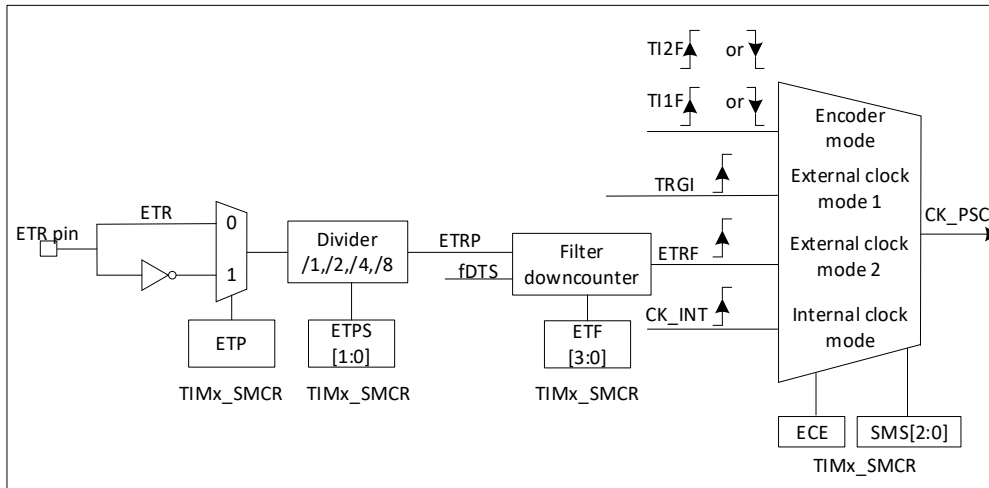 TI2F or
TI1F or
Encoder
mode
TRGI
External clock
mode 1
CK_PSC
ETR pin
ETR
0
1
Divider
/1,/2,/4,/8
ETRP
fDTS
Filter
downcounter
ETRF
External clock
mode 2
CK_INT
Internal clock
mode
ETP
ETPS
[1:0]
ETF
[3:0]
TIMx_SMCR
TIMx_SMCR
TIMx_SMCR
ECE
SMS[2:0]
TIMx_SMCR